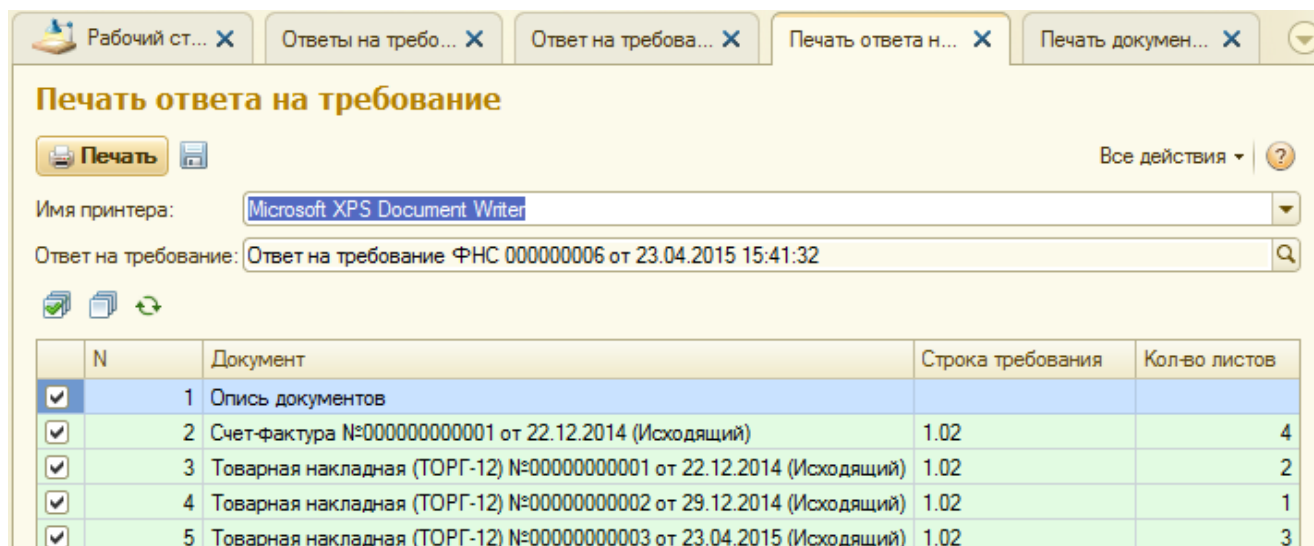 Рабочий ст... Ответы на требо... Ответ на требова... Печать ответа н... Печать докумен...
Печать ответа на требование
Печать Все действия
Имя принтера: Microsoft XPS Document Writer
Ответ на требование: Ответ на требование ФНС 000000006 от 23.04.2015 15:41:32
N Документ Строка требования Кол-во листов
1 Опись документов
2 Счет-фактура №000000000001 от 22.12.2014 (Исходящий) 1.02 4
3 Товарная накладная (ТОРГ-12) №00000000001 от 22.12.2014 (Исходящий) 1.02 2
4 Товарная накладная (ТОРГ-12) №00000000002 от 29.12.2014 (Исходящий) 1.02 1
5 Товарная накладная (ТОРГ-12) №00000000003 от 23.04.2015 (Исходящий) 1.02 3